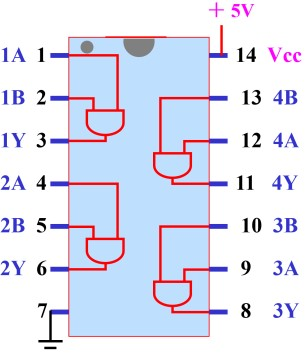 + 5V
1A 1 14 Vcc
1B 2 13 4B
1Y 3 12 4A
2A 4 11 4Y
2B 5 10 3B
2Y 6 9 3A
7 8 3Y